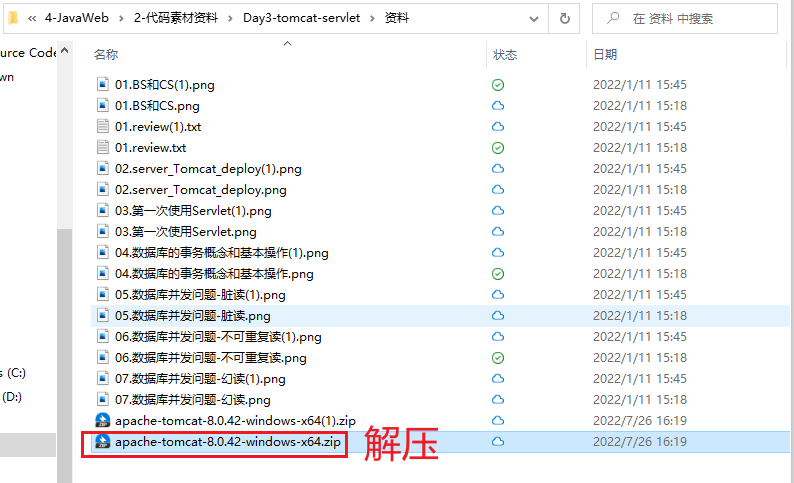 « 4-JavaWeb › 2-代码素材资料 › Day3-tomcat-servlet › 资料
在 资料 中搜索
名称 状态 日期
urce Code
wn
01.BS和CS(1).png 2022/1/11 15:45
01.BS和CS.png 2022/1/11 15:18
01.review(1).txt 2022/1/11 15:45
01.review.txt 2022/1/11 15:18
02.server_Tomcat_deploy(1).png 2022/1/11 15:45
02.server_Tomcat_deploy.png 2022/1/11 15:18
03.第一次使用Servlet(1).png 2022/1/11 15:45
03.第一次使用Servlet.png 2022/1/11 15:18
04.数据库的事务概念和基本操作(1).png 2022/1/11 15:45
04.数据库的事务概念和基本操作.png 2022/1/11 15:18
05.数据库并发问题-脏读(1).png 2022/1/11 15:45
05.数据库并发问题-脏读.png 2022/1/11 15:18
06.数据库并发问题-不可重复读(1).png 2022/1/11 15:45
06.数据库并发问题-不可重复读.png 2022/1/11 15:18
s (C:)
07.数据库并发问题-幻读(1).png 2022/1/11 15:45
(D:)
07.数据库并发问题-幻读.png 2022/1/11 15:18
apache-tomcat-8.0.42-windows-x64(1).zip 2022/7/26 16:19
apache-tomcat-8.0.42-windows-x64.zip 2022/7/26 16:19
解压